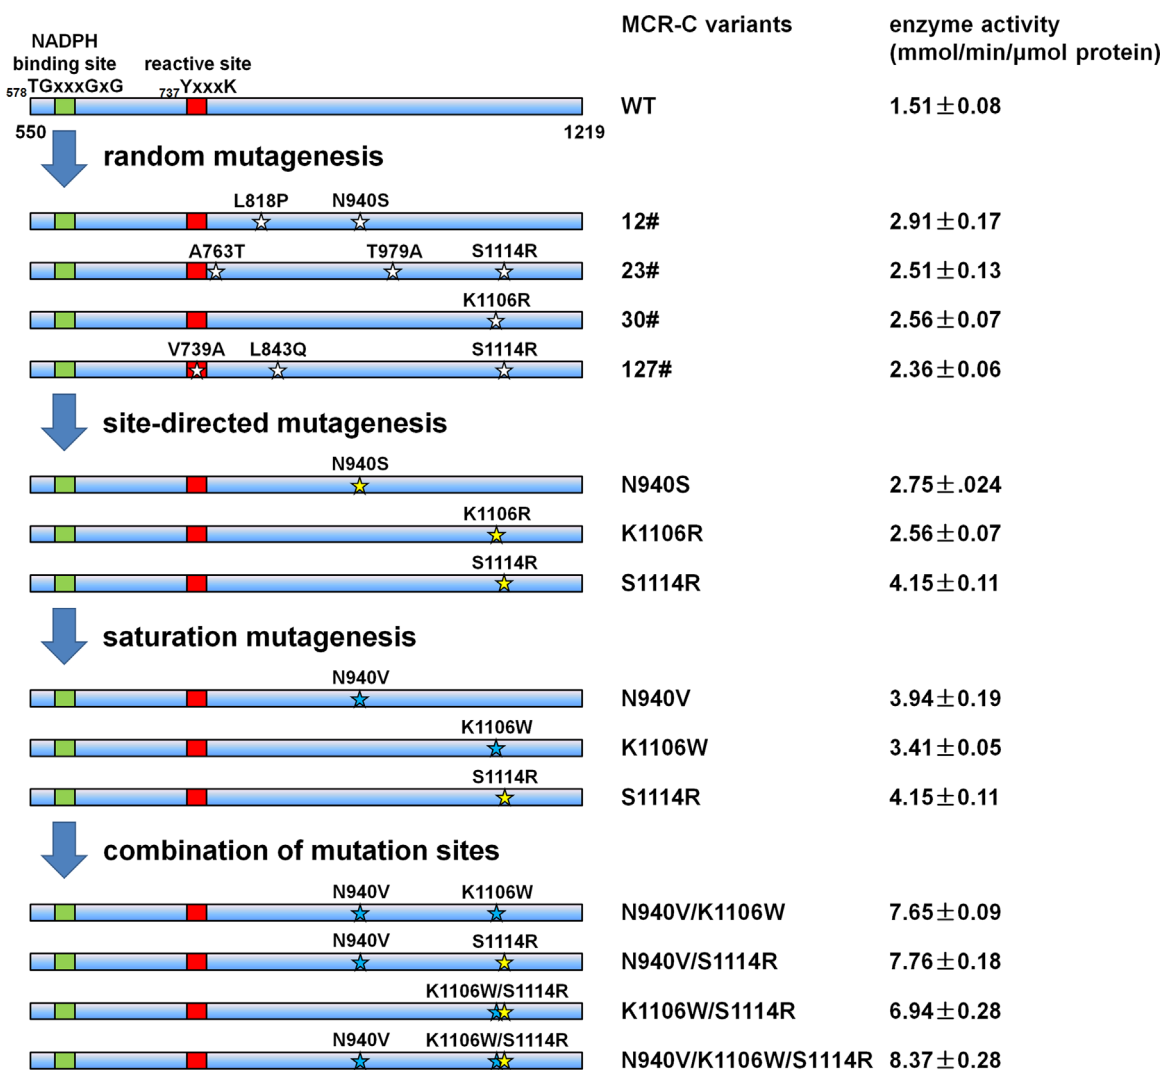 MCR-C variants
enzyme activity
(mmol/min/μmol protein)
NADPH
binding site
reactive site
578TGxxxGxG
737YxxxK
WT
1.51±0.08
550
1219
random mutagenesis
L818P
N940S
12#
2.91±0.17
A763T
T979A
S1114R
23#
2.51±0.13
K1106R
30#
2.56±0.07
V739A
L843Q
S1114R
127#
2.36±0.06
site-directed mutagenesis
N940S
N940S
2.75±.024
K1106R
K1106R
2.56±0.07
S1114R
S1114R
4.15±0.11
saturation mutagenesis
N940V
N940V
3.94±0.19
K1106W
K1106W
3.41±0.05
S1114R
S1114R
4.15±0.11
combination of mutation sites
N940V
K1106W
N940V/K1106W
7.65±0.09
N940V
S1114R
N940V/S1114R
7.76±0.18
K1106W/S1114R
K1106W/S1114R
6.94±0.28
N940V
K1106W/S1114R
N940V/K1106W/S1114R
8.37±0.28